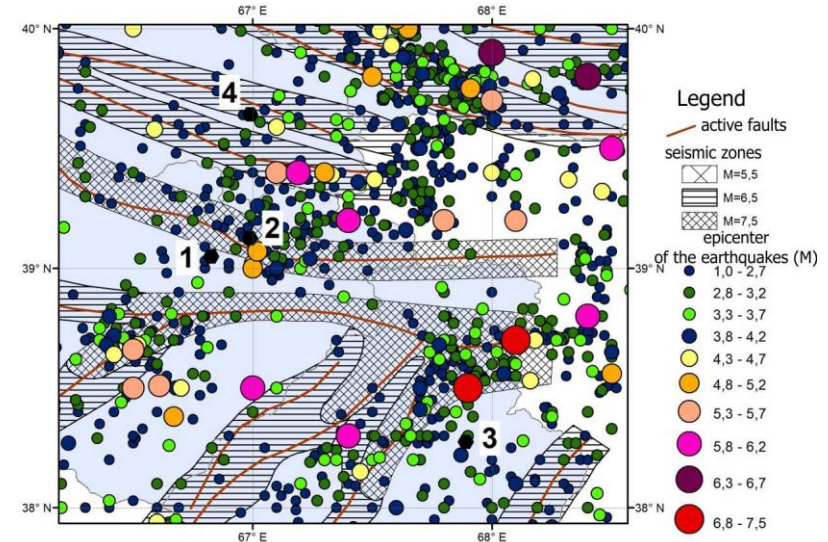 67° E 68° E
40° N 40° N
4
2
1
39° N
3
38° N 38° N
67° E 68° E
Legend
active faults
seismic zones
M=5,5
M=6,5
M=7,5
epicenter
of the earthquakes (M)
1,0 - 2,7
2,8 - 3,2
3,3 - 3,7
3,8 - 4,2
4,3 - 4,7
4,8 - 5,2
5,3 - 5,7
5,8 - 6,2
6,3 - 6,7
6,8 - 7,5